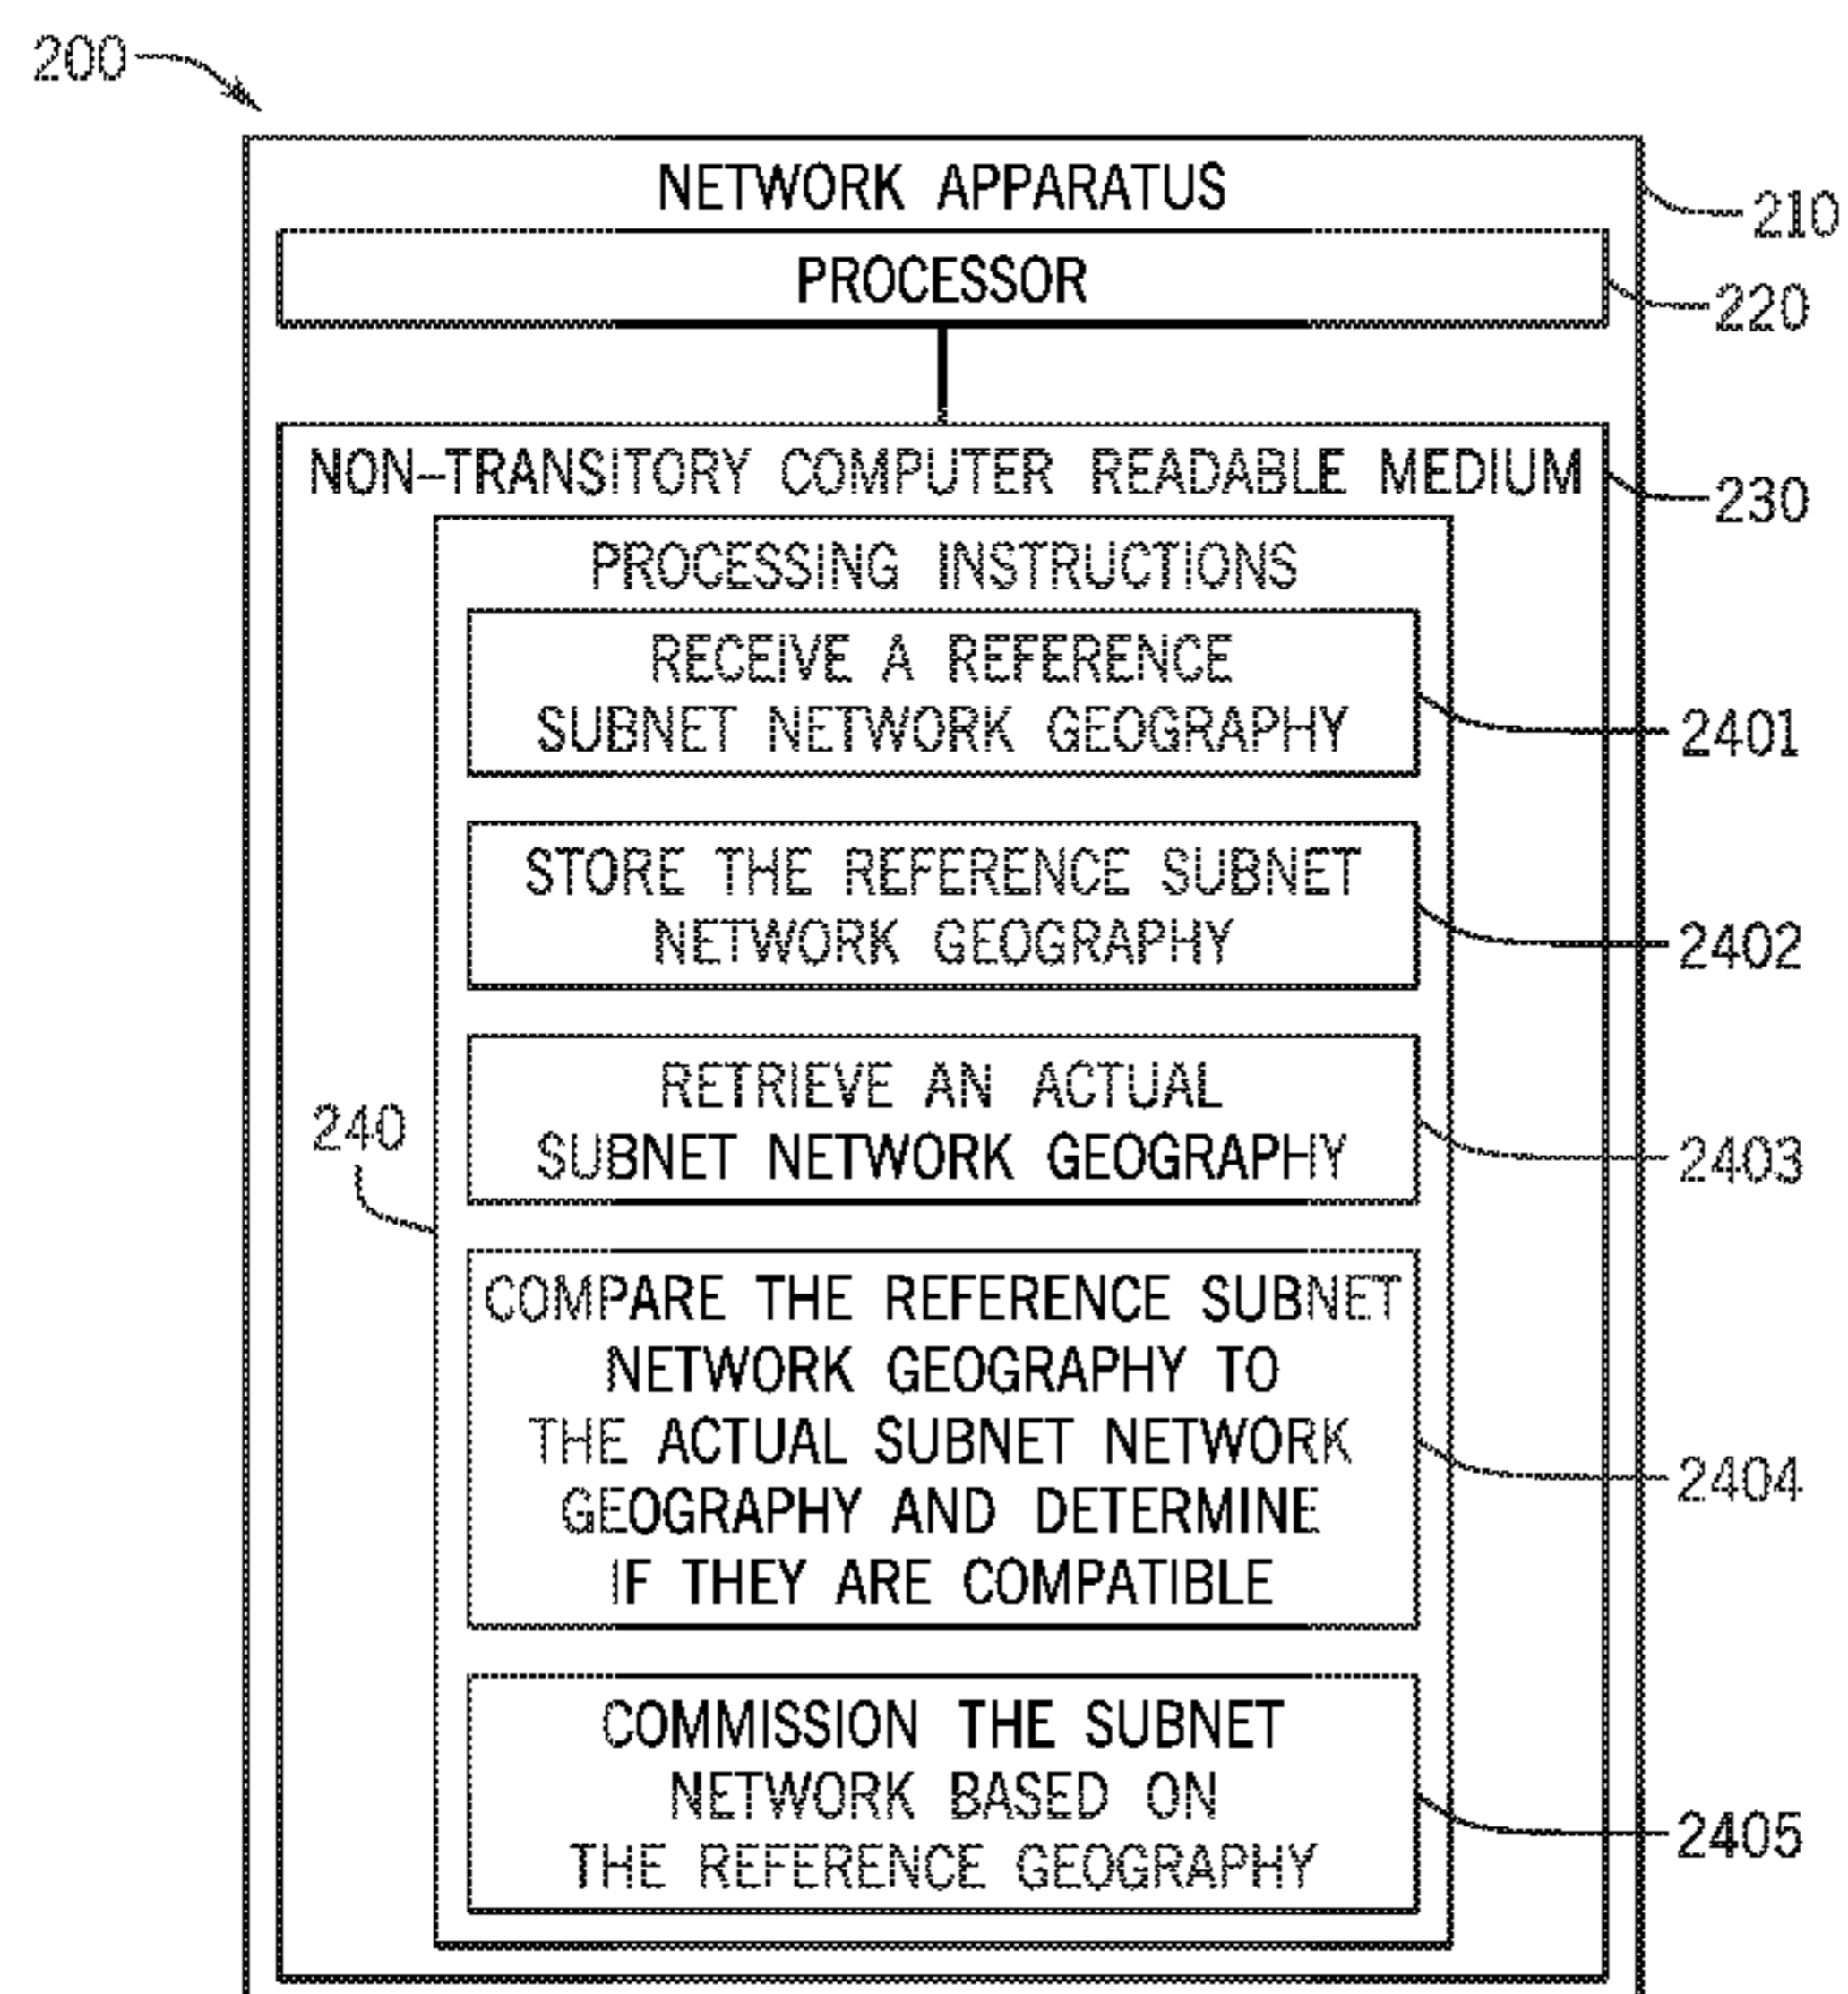 200
NETWORK APPARATUS
210
PROCESSOR
220
NON-TRANSITORY COMPUTER READABLE MEDIUM
230
PROCESSING INSTRUCTIONS
RECEIVE A REFERENCE
SUBNET NETWORK GEOGRAPHY
2401
STORE THE REFERENCE SUBNET
NETWORK GEOGRAPHY
2402
RETRIEVE AN ACTUAL
SUBNET NETWORK GEOGRAPHY
240
2403
COMPARE THE REFERENCE SUBNET
NETWORK GEOGRAPHY TO
THE ACTUAL SUBNET NETWORK
GEOGRAPHY AND DETERMINE
IF THEY ARE COMPATIBLE
2404
COMMISSION THE SUBNET
NETWORK BASED ON
THE REFERENCE GEOGRAPHY
2405